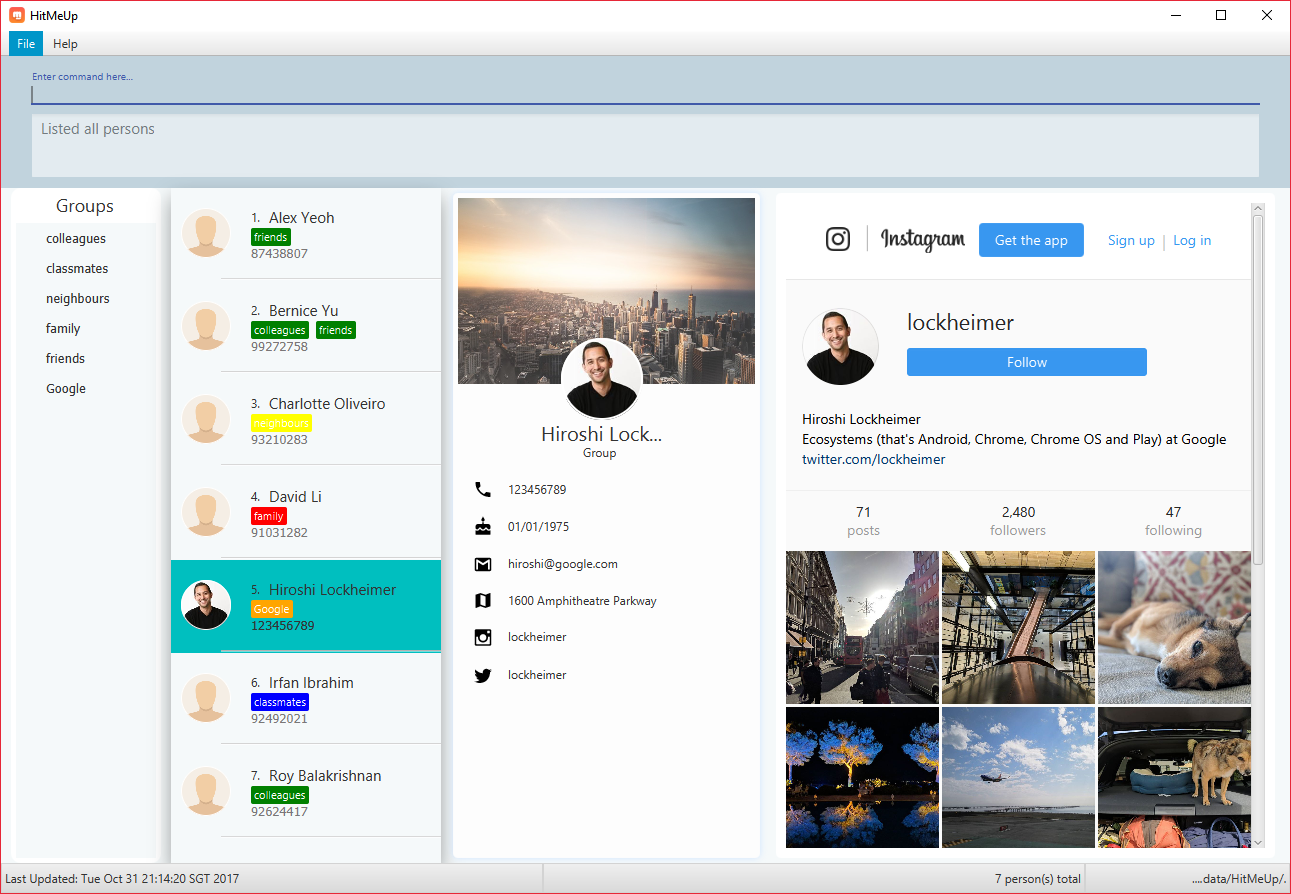 HitMeUp
File Help
Enter command here...
Listed all persons
Groups
colleagues
classmates
neighbours
family
friends
Google
1. Alex Yeoh
friends
87438807
2. Bernice Yu
colleagues friends
99272758
3. Charlotte Oliveiro
neighbours
93210283
4. David Li
family
91031282
5. Hiroshi Lockheimer
Google
123456789
6. Irfan Ibrahim
classmates
92492021
7. Roy Balakrishnan
colleagues
92624417
Hiroshi Lock...
Group
123456789
01/01/1975
hiroshi@google.com
1600 Amphitheatre Parkway
lockheimer
lockheimer
Instagram Get the app Sign up | Log in
lockheimer
Follow
Hiroshi Lockheimer
Ecosystems (that's Android, Chrome, Chrome OS and Play) at Google
twitter.com/lockheimer
71 2,480 47
posts followers following
Last Updated: Tue Oct 31 21:14:20 SGT 2017 7 person(s) total ....data/HitMeUp/.